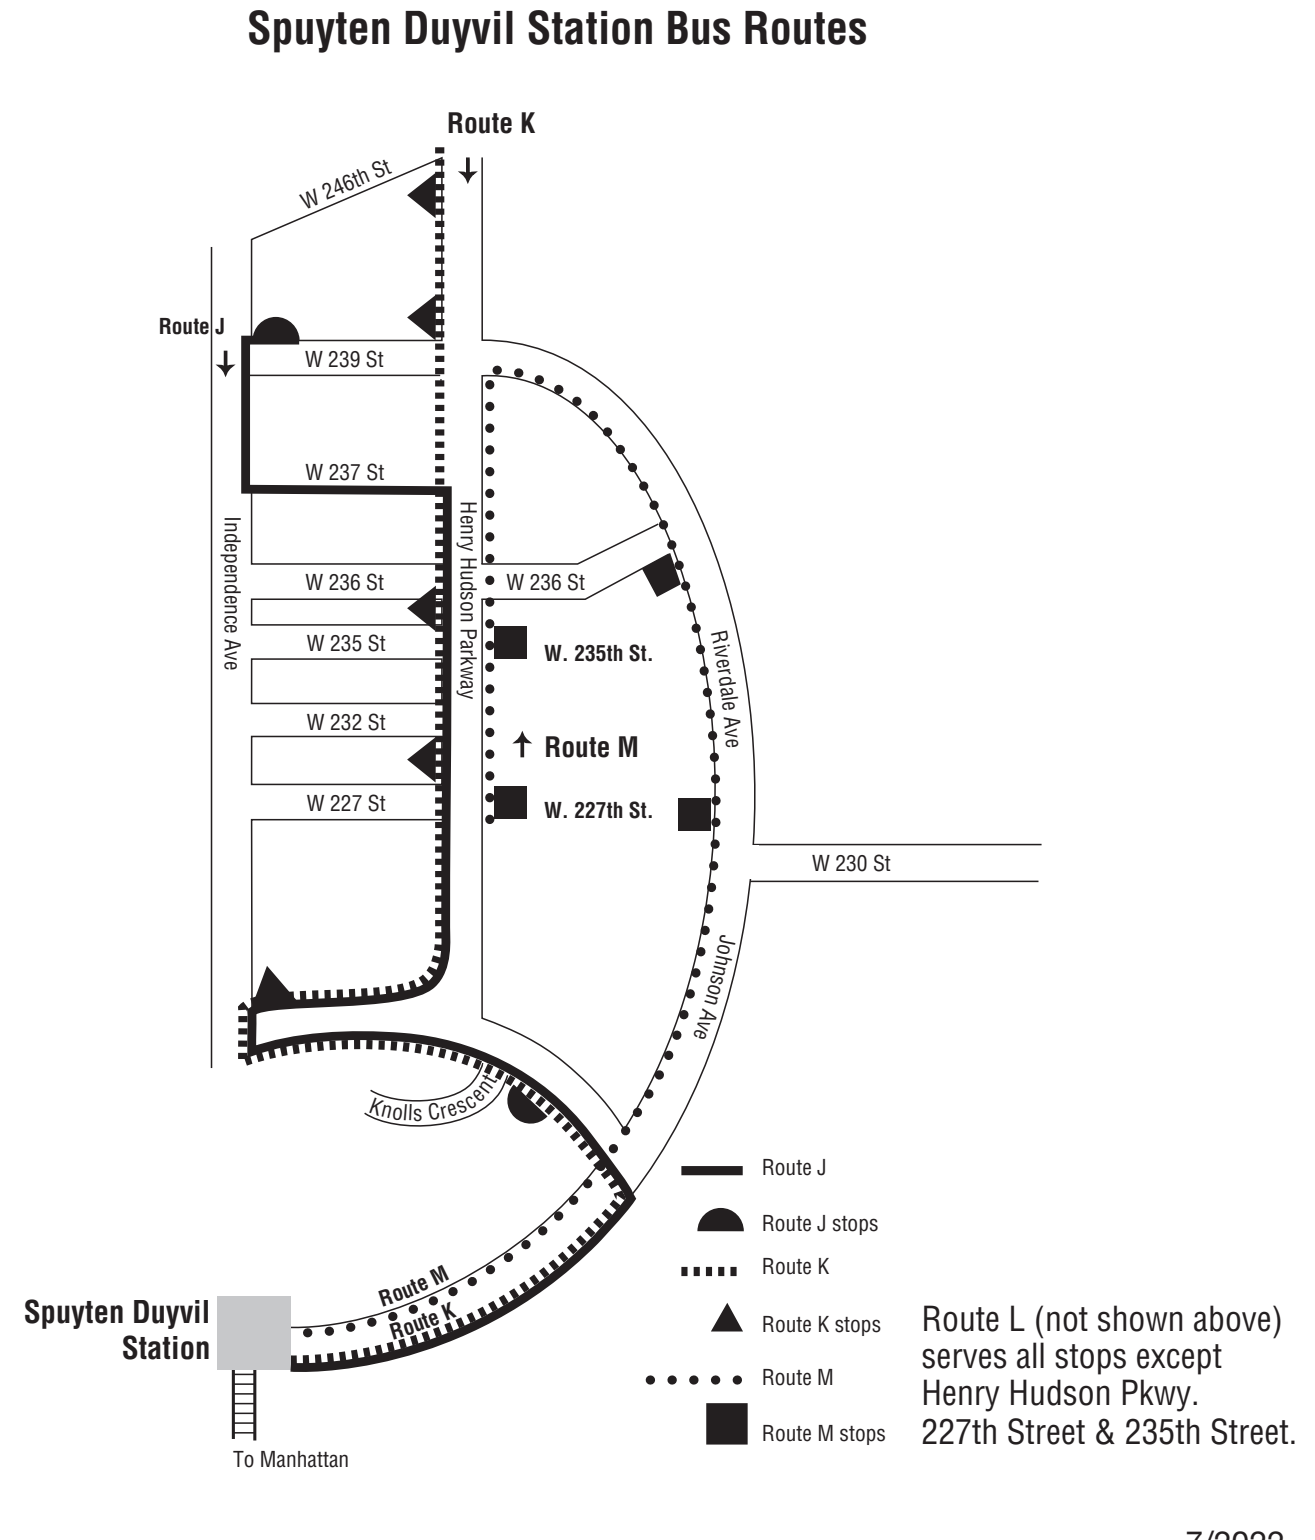 Spuyten Duyvil Station Bus Routes
Route K
W 246th St
Route J
W 239 St
W 237 St
Henry Hudson Parkway
Independence Ave
W 236 St
W 236 St
W 235 St
W. 235th St.
Riverdale Ave
W 232 St
Route M
W 227 St
W. 227th St.
W 230 St
Johnson Ave
Knolls Crescent
Route J
Route J stops
Route K
Route K stops
Route M
Route M stops
Route M
Route K
Spuyten Duyvil
Station
To Manhattan
Route L (not shown above)
serves all stops except
Henry Hudson Pkwy.
227th Street & 235th Street.